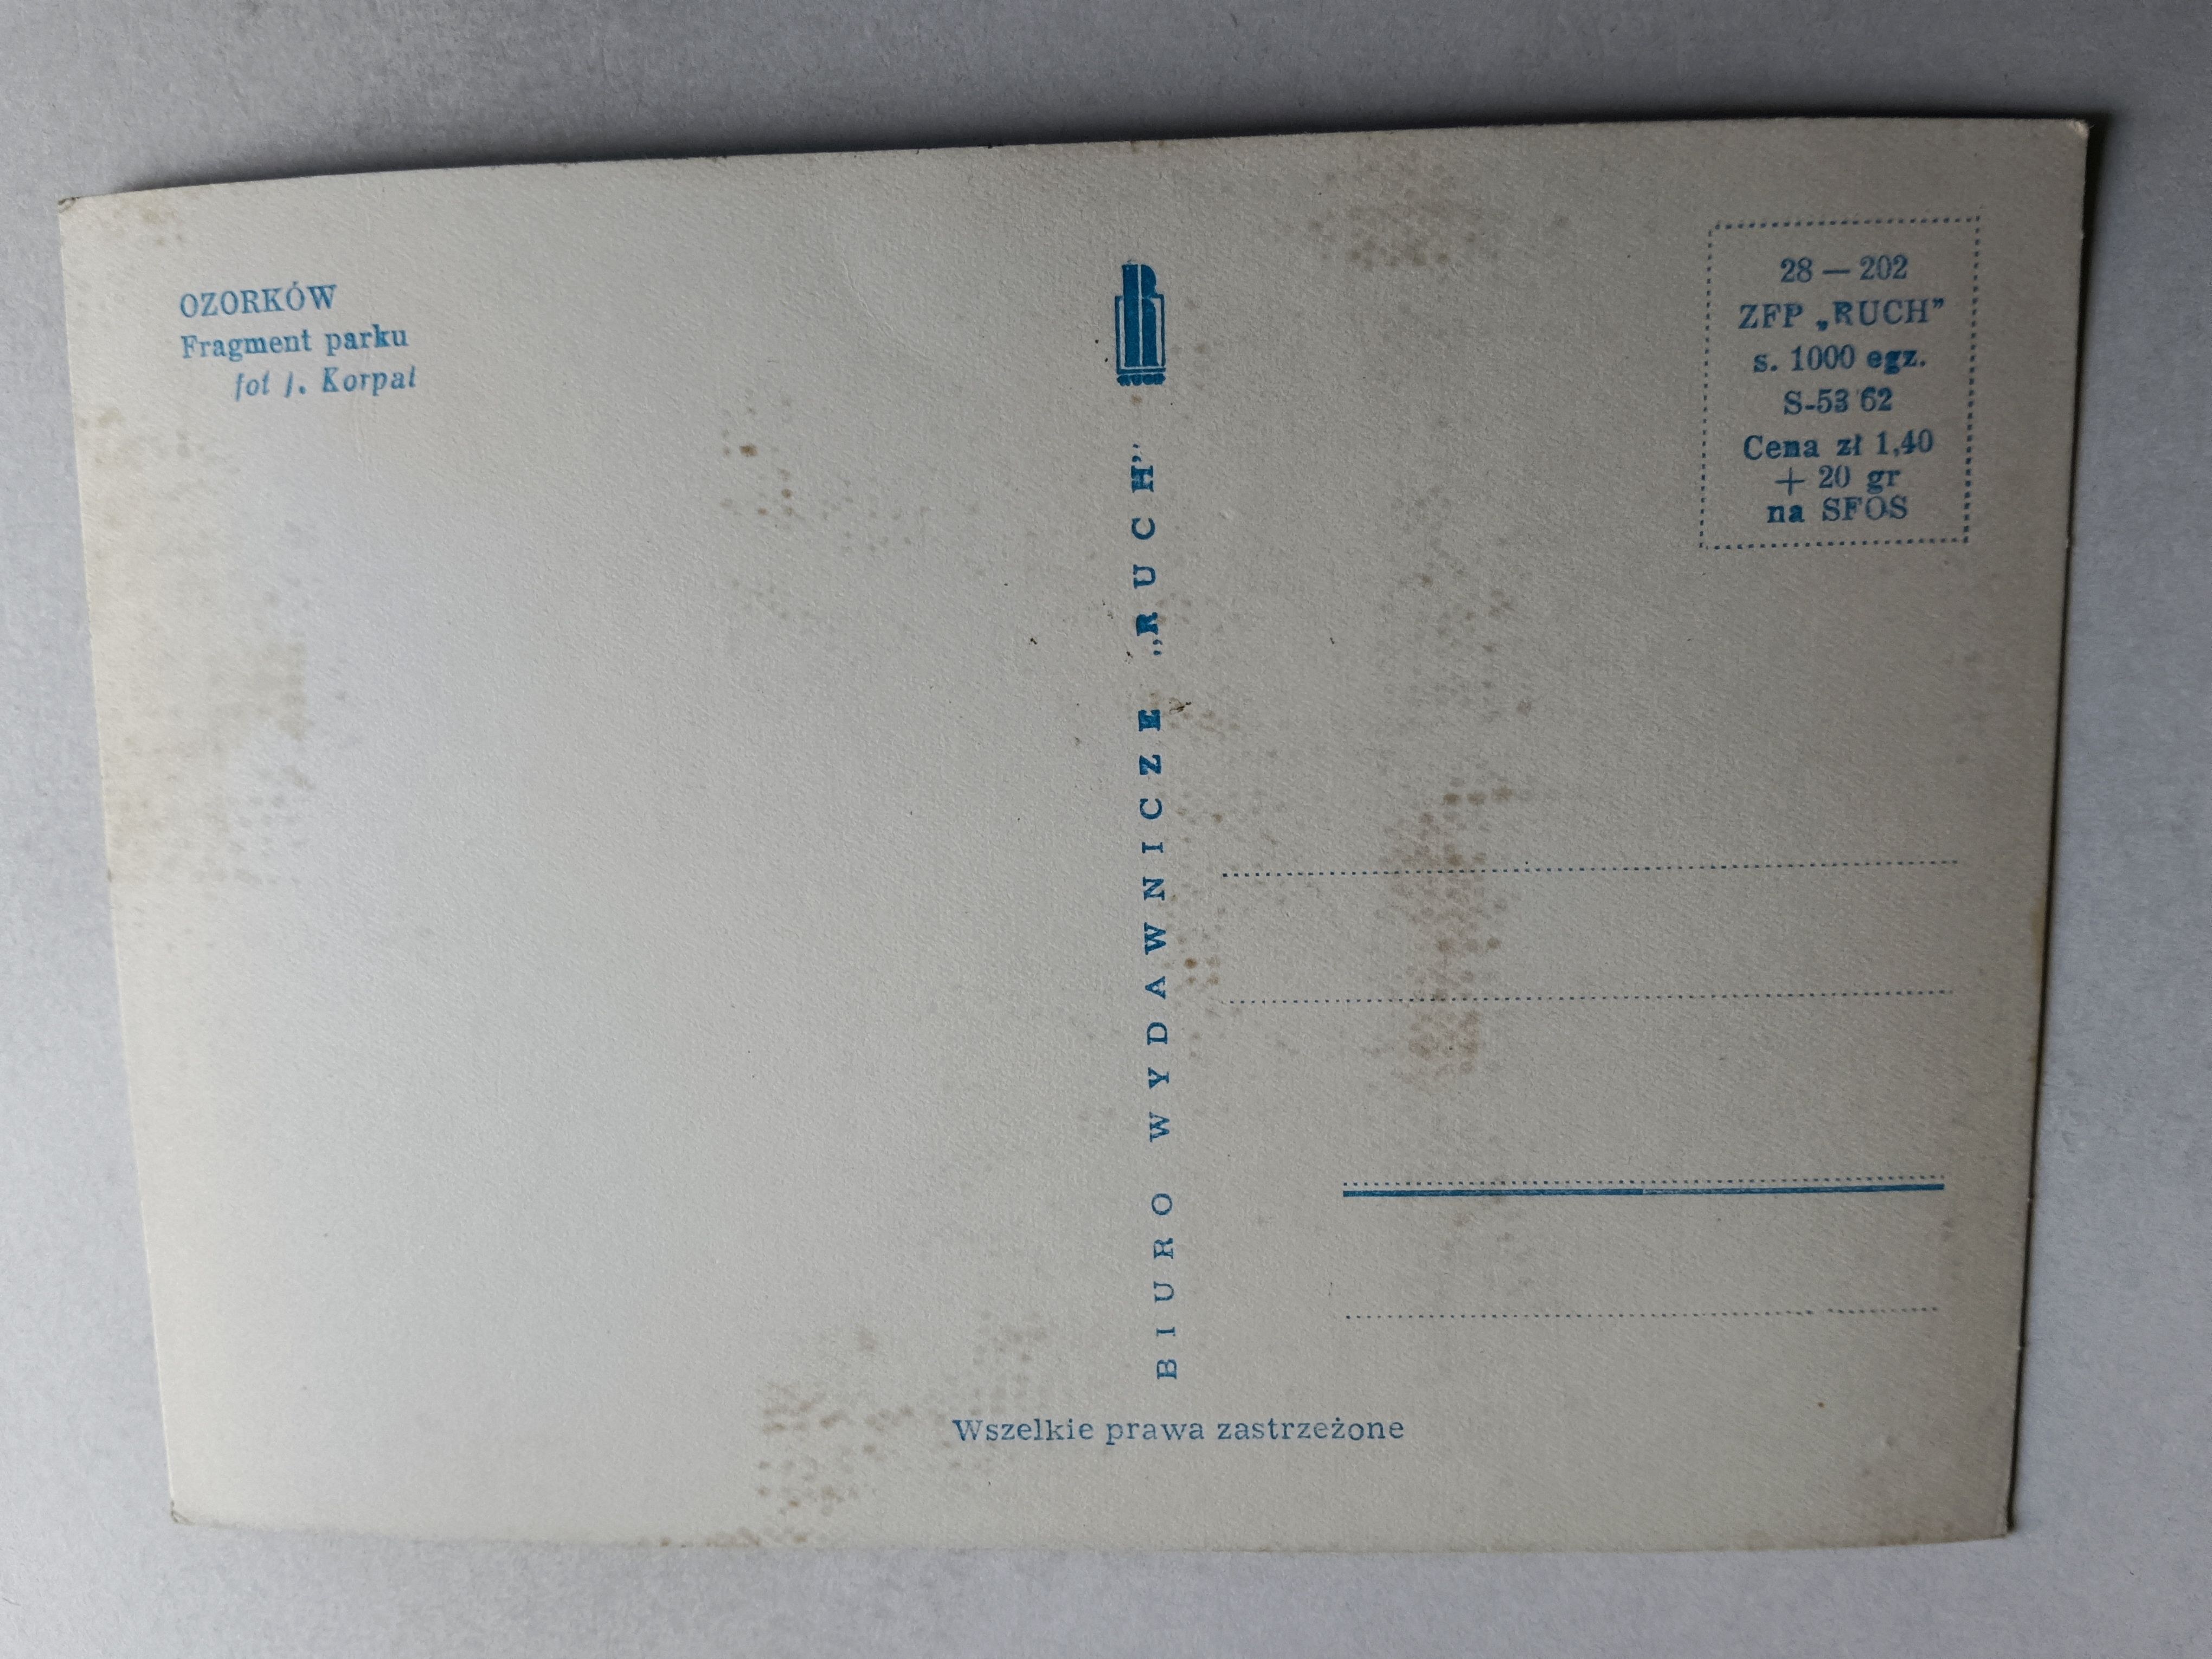 OZORKÓW
Fragment parku
fot j. Korpal
RUCH
BIURO WYDAWNICZE „RUCH”
28 — 202
ZFP „RUCH”
s. 1000 egz.
S-53 62
Cena zł 1,40
+ 20 gr
na SFOS
Wszelkie prawa zastrzeżone